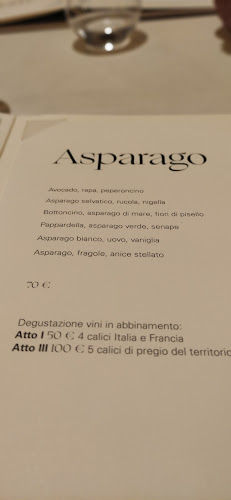 Asparago
Avocado, rapa, peperoncino
Asparago selvatico, rucola, nigella
Bottoncino, asparago di mare, fiori di pisello
Pappardella, asparago verde, senape
Asparago bianco, uovo, vaniglia
Asparago, fragole, anice stellato
70 €
Degustazione vini in abbinamento:
Atto I 50 € 4 calici Italia e Francia
Atto III 100 € 5 calici di pregio del territorio